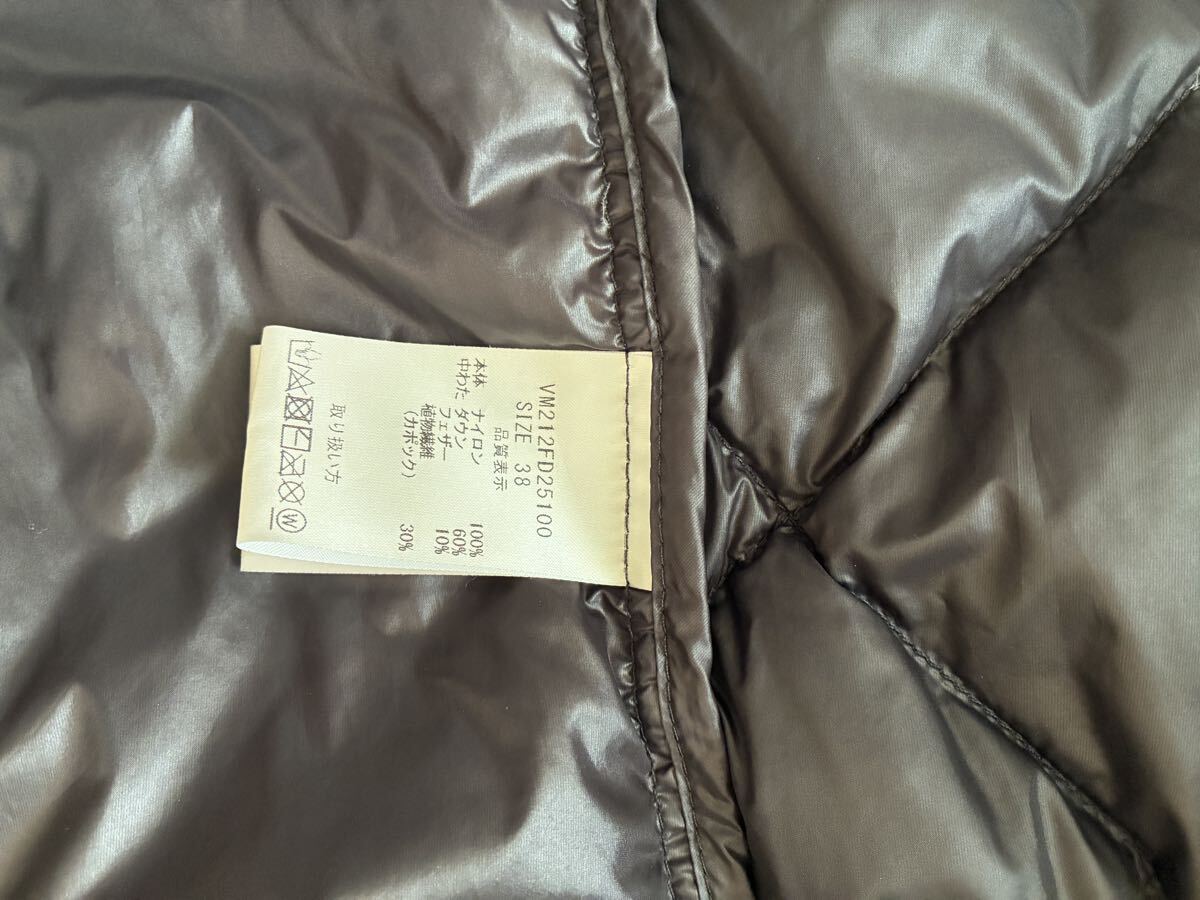 VM212FD25100
SIZE 38
品質表示
本体 ナイロン 100%
中わた ダウン 60%
フェザー 10%
植物繊維
(カポック) 30%
取り扱い方
W